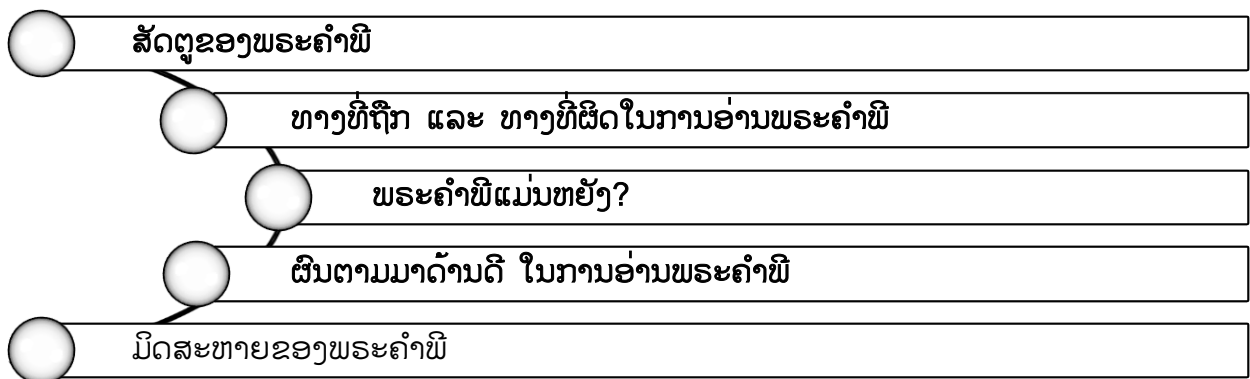 ສັດຕູຂອງພຣະຄຳພີ
ທາງທີ່ຖືກ ແລະ ທາງທີ່ຜິດໃນການອ່ານພຣະຄຳພີ
ພຣະຄຳພີແມ່ນຫຍັງ?
ຜົນຕາມມາດ້ານດີ ໃນການອ່ານພຣະຄຳພີ
ມິດສະຫາຍຂອງພຣະຄຳພີ